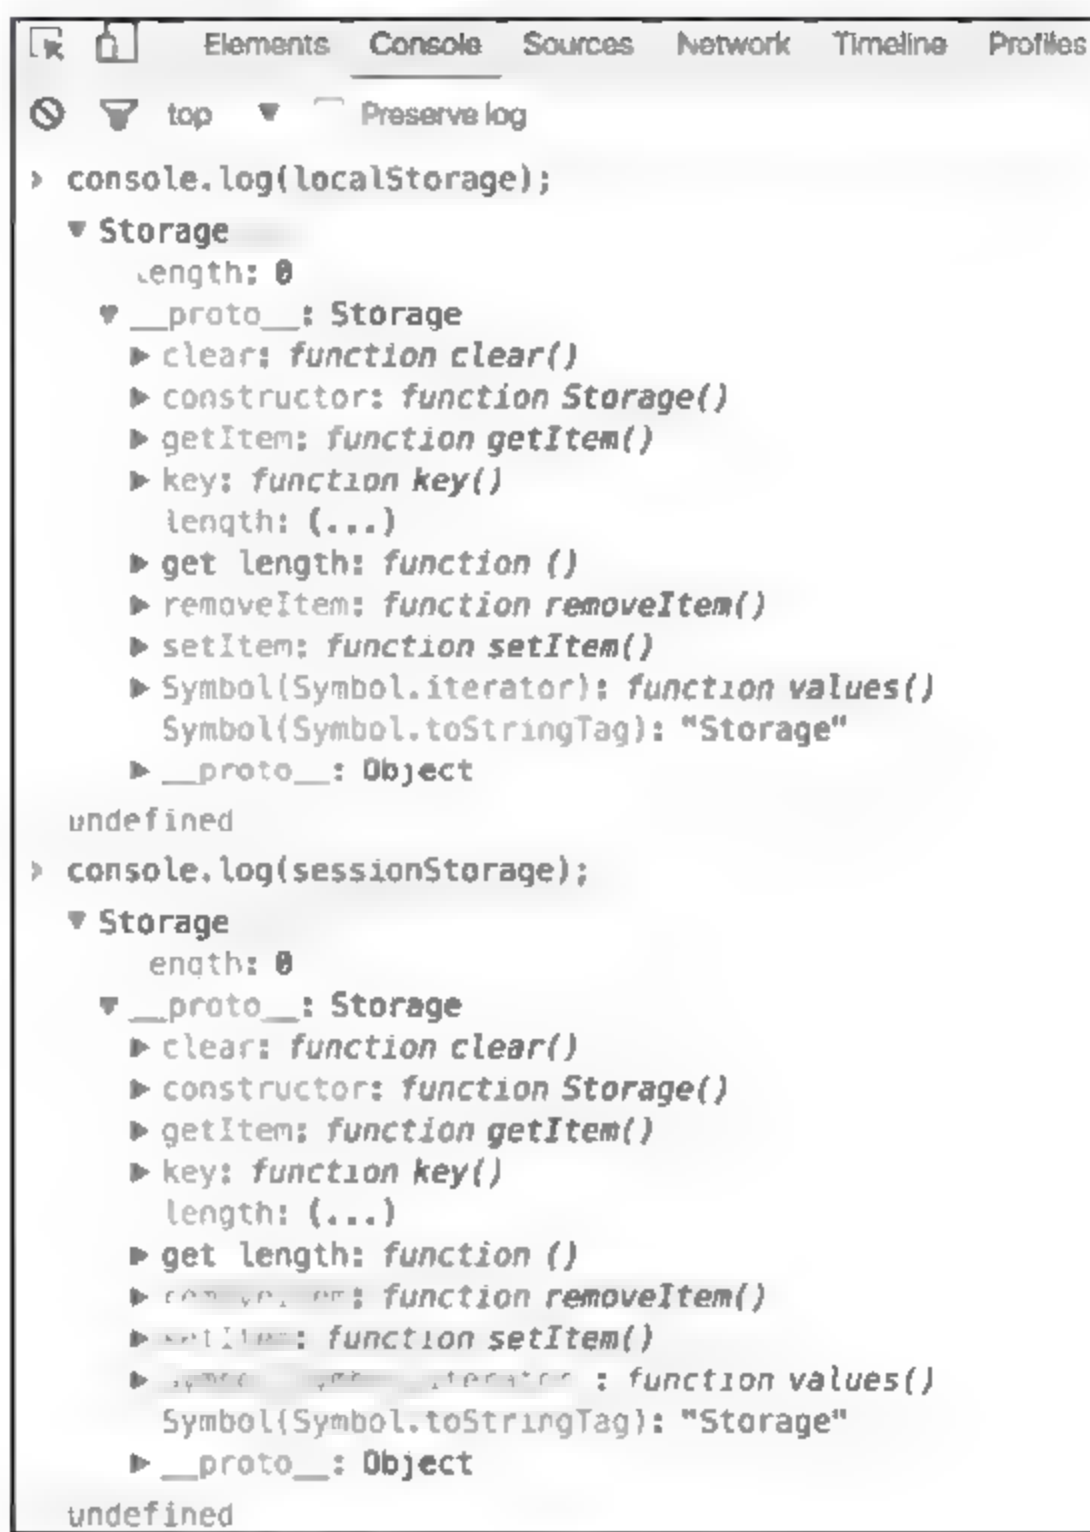 Elements Console Sources Network Timeline Profiles
top Preserve log
console.log(localStorage);
Storage
length: 0
__proto__: Storage
clear: function clear()
constructor: function Storage()
getItem: function getItem()
key: function key()
length: (...)
get length: function ()
removeItem: function removeItem()
setItem: function setItem()
Symbol(Symbol.iterator): function values()
Symbol(Symbol.toStringTag): "Storage"
__proto__: Object
undefined
console.log(sessionStorage);
Storage
length: 0
__proto__: Storage
clear: function clear()
constructor: function Storage()
getItem: function getItem()
key: function key()
length: (...)
get length: function ()
: function removeItem()
setItem: function setItem()
: function values()
Symbol(Symbol.toStringTag): "Storage"
__proto__: Object
undefined